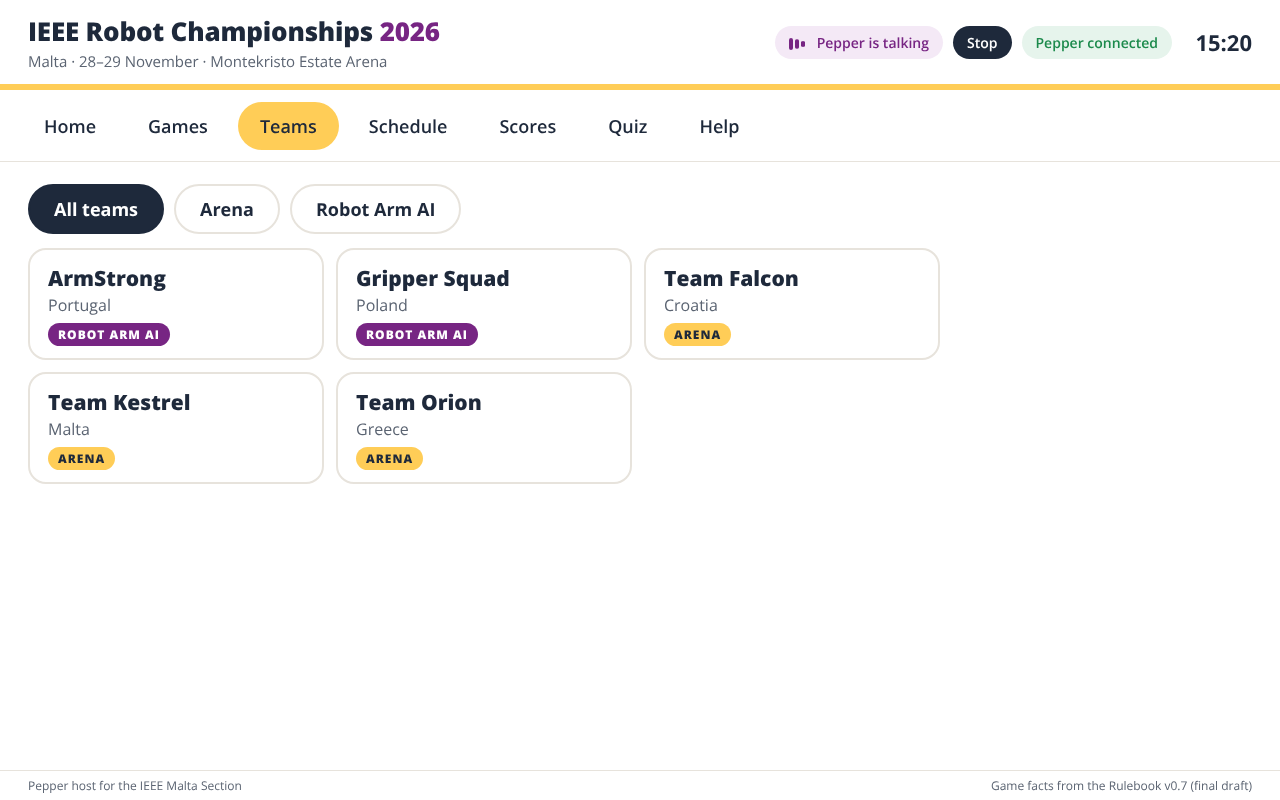 IEEE Robot Championships 2026
Malta · 28–29 November · Montekristo Estate Arena
Pepper is talking
Stop
Pepper connected
15:20
Home
Games
Teams
Schedule
Scores
Quiz
Help
All teams
Arena
Robot Arm AI
ArmStrong
Portugal
ROBOT ARM AI
Gripper Squad
Poland
ROBOT ARM AI
Team Falcon
Croatia
ARENA
Team Kestrel
Malta
ARENA
Team Orion
Greece
ARENA
Pepper host for the IEEE Malta Section
Game facts from the Rulebook v0.7 (final draft)